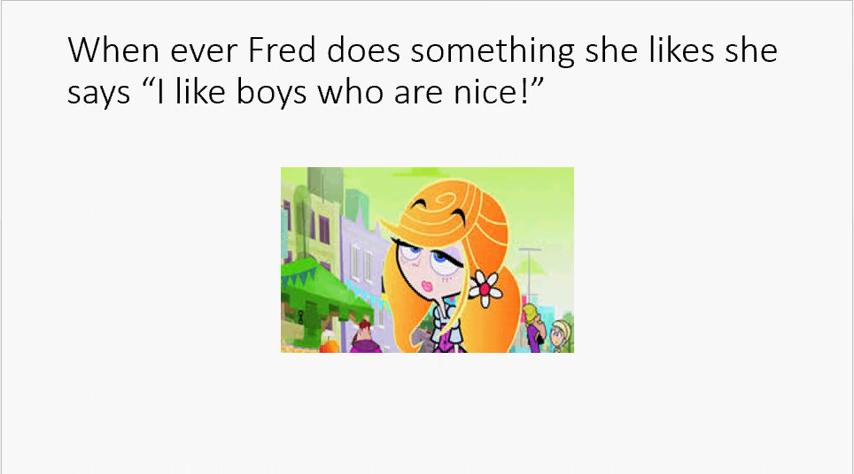 When ever Fred does something she likes she
says “I like boys who are nice!”